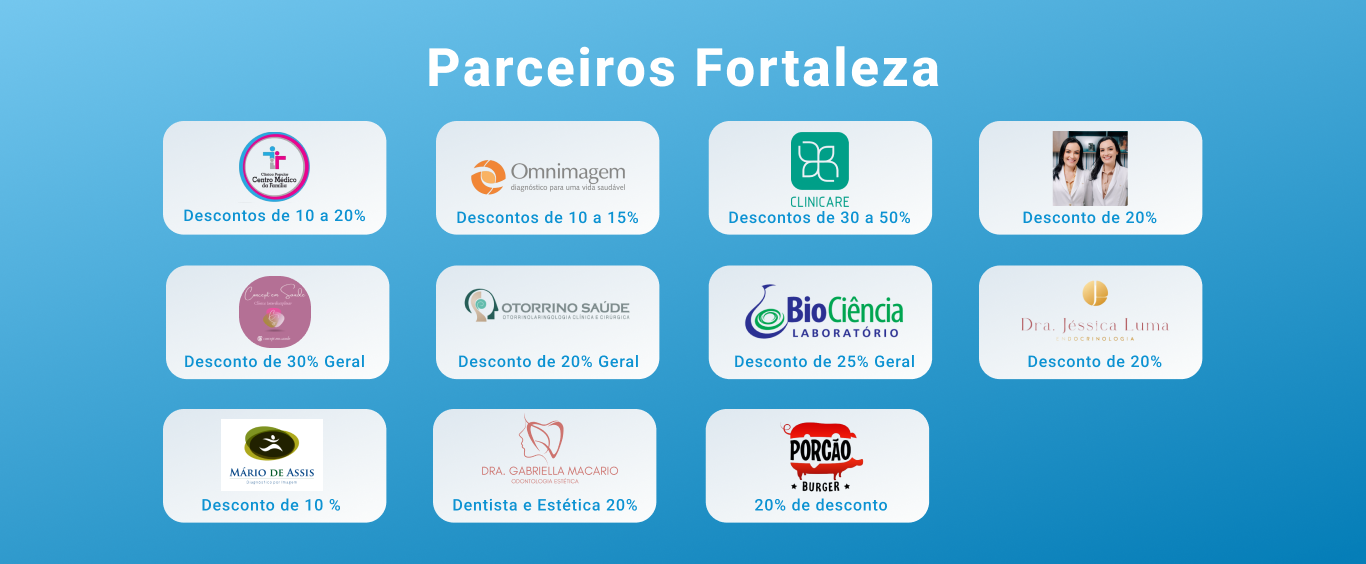 Parceiros Fortaleza
Clínica Popular
Centro Médico
da Família
Descontos de 10 a 20%
Omnimagem
diagnóstico para uma vida saudável
Descontos de 10 a 15%
CLINICARE
Descontos de 30 a 50%
Desconto de 20%
Concept em Saúde
Desconto de 30% Geral
OTORRINO SAÚDE
OTORRINOLARINGOLOGIA CLÍNICA E CIRÚRGICA
Desconto de 20% Geral
BioCiência
LABORATÓRIO
Desconto de 25% Geral
Dra. Jéssica Luma
ENDOCRINOLOGIA
Desconto de 20%
MÁRIO DE ASSIS
Diagnóstico por Imagem
Desconto de 10 %
DRA. GABRIELLA MACARIO
ODONTOLOGIA ESTÉTICA
Dentista e Estética 20%
PORCÃO
BURGER
20% de desconto